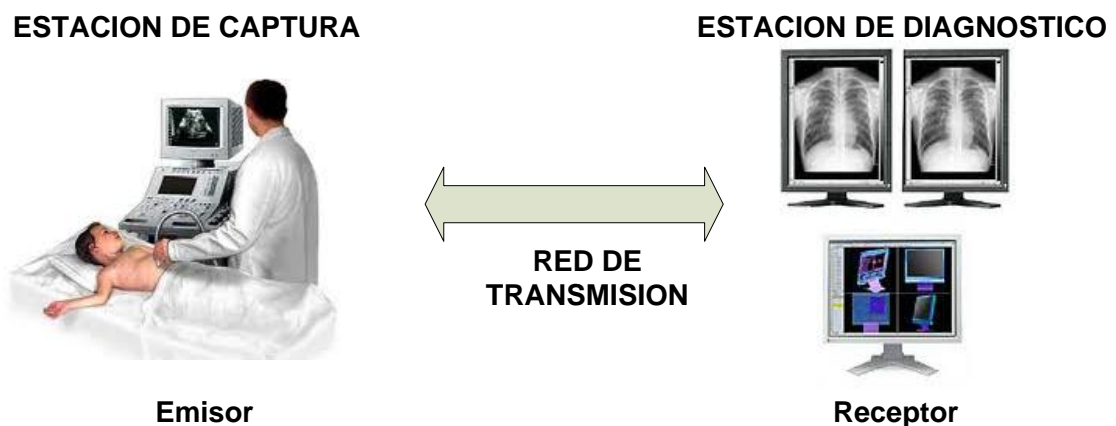 ESTACION DE CAPTURA
ESTACION DE DIAGNOSTICO
RED DE
TRANSMISION
Emisor
Receptor